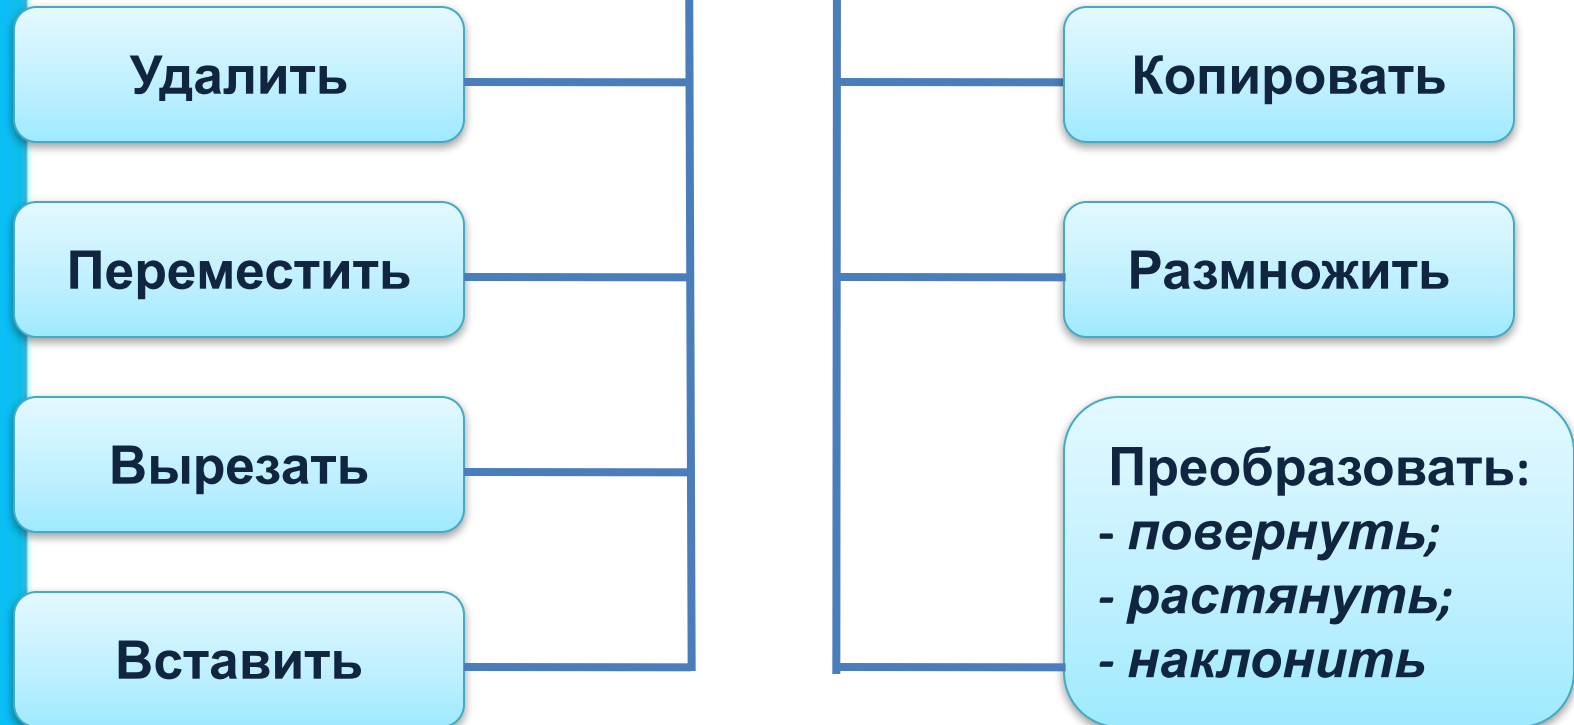 Удалить
Копировать
Переместить
Размножить
Вырезать
Преобразовать:
- повернуть;
- растянуть;
- наклонить
Вставить